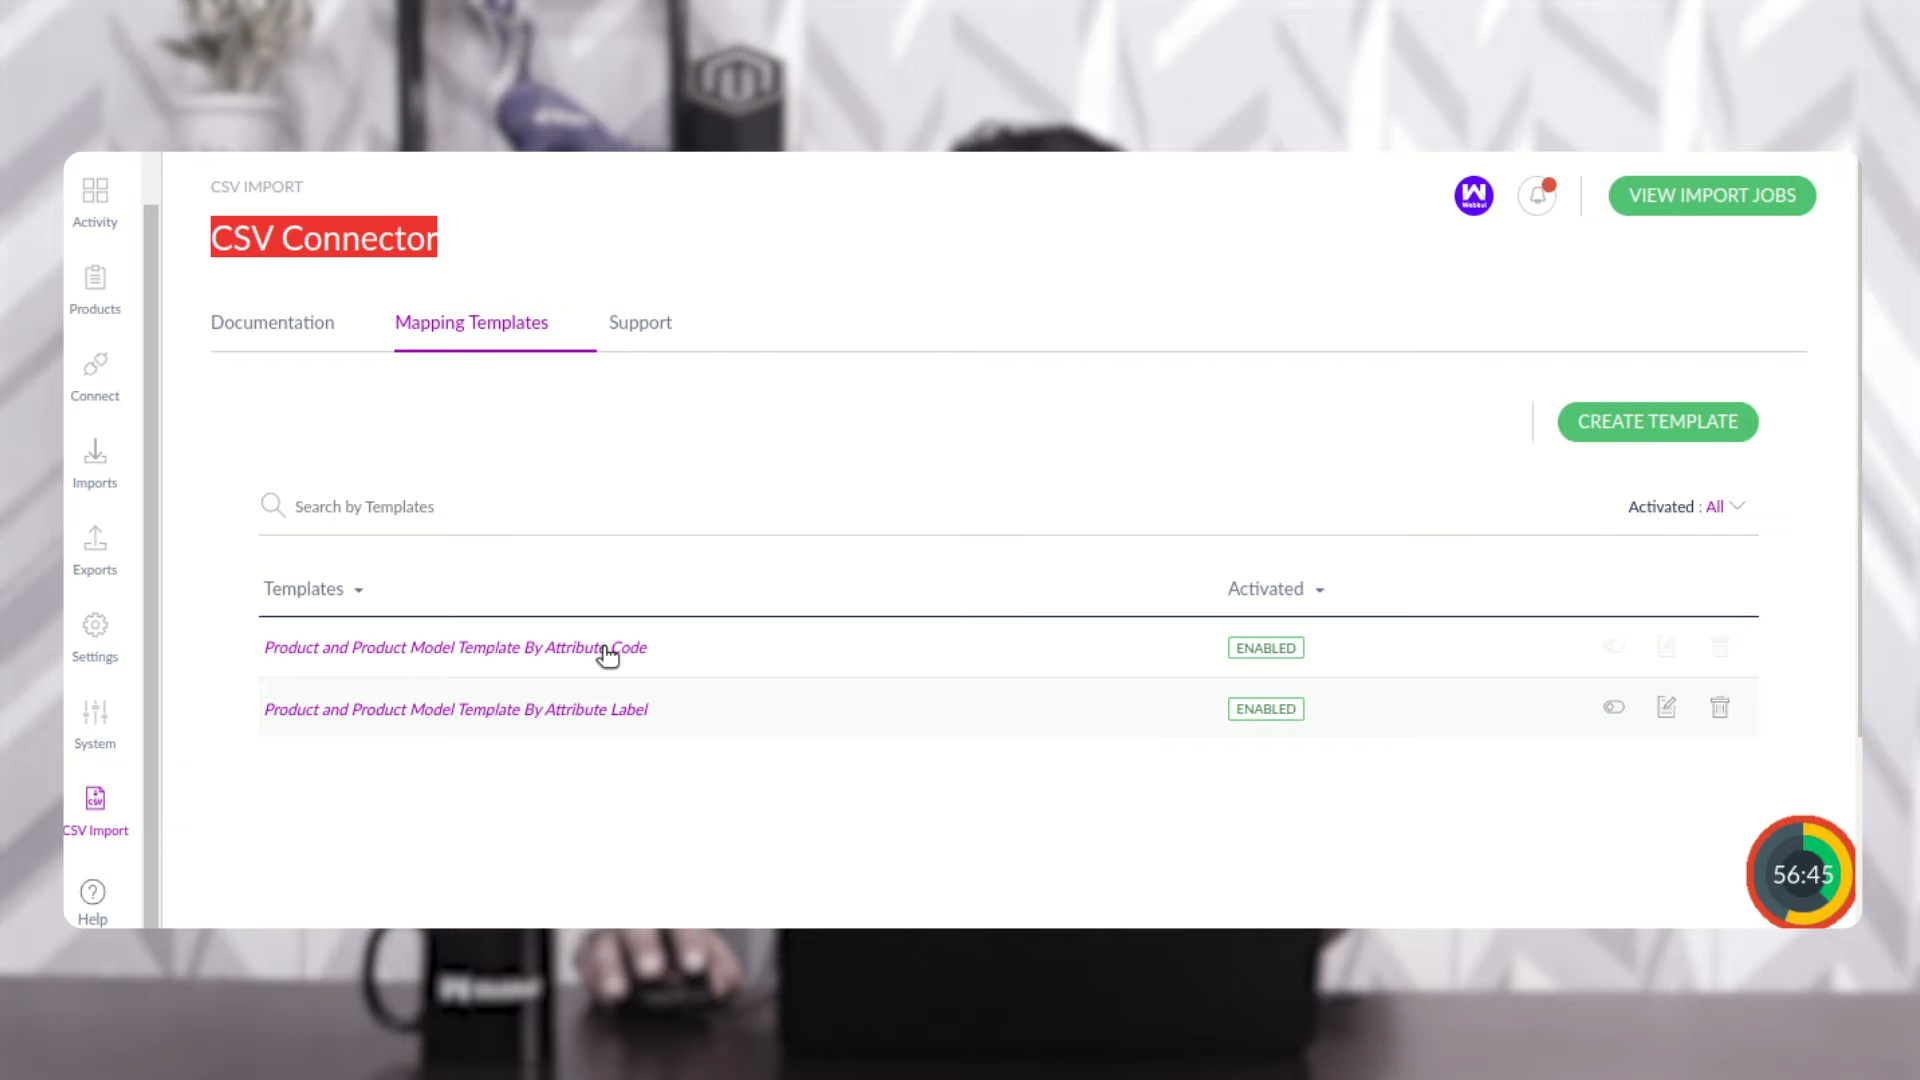 CSV IMPORT
Webkul
VIEW IMPORT JOBS
CSV Connector
Activity
Products
Connect
Imports
Exports
Settings
System
CSV
CSV Import
Help
Documentation
Mapping Templates
Support
CREATE TEMPLATE
Search by Templates
Activated : All
Templates
Activated
Product and Product Model Template By Attribute Code
ENABLED
Product and Product Model Template By Attribute Label
ENABLED
56:45